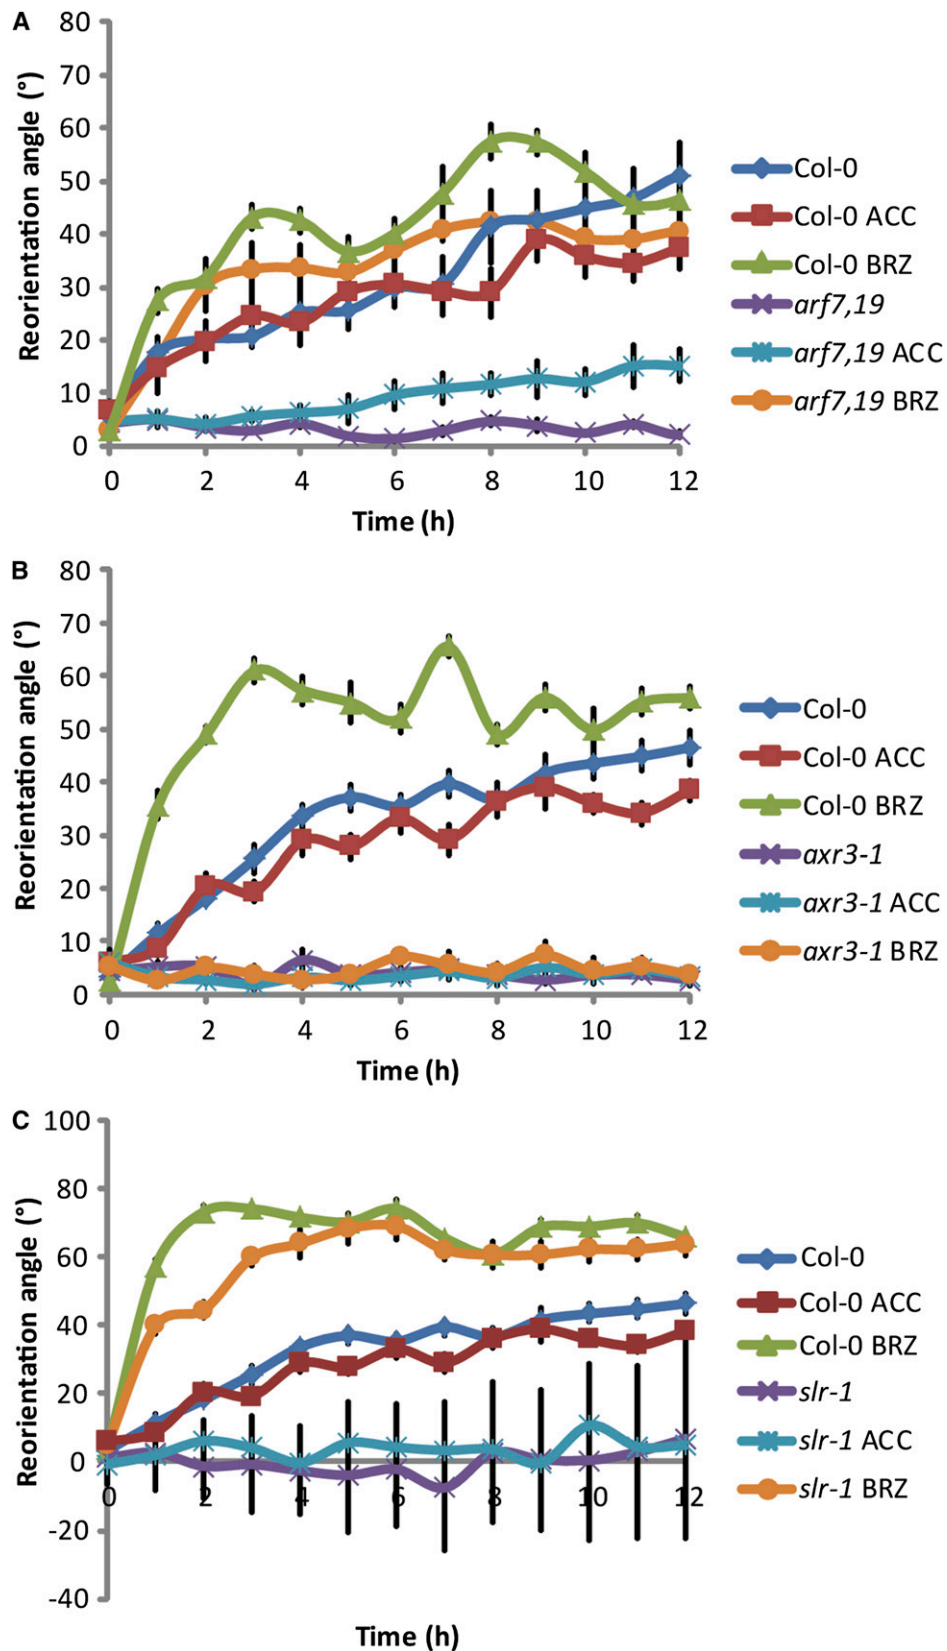 A
Reorientation angle (°)
80
70
60
50
40
30
20
10
0
0 2 4 6 8 10 12
Time (h)
Col-0
Col-0 ACC
Col-0 BRZ
arf7,19
arf7,19 ACC
arf7,19 BRZ
B
Reorientation angle (°)
80
70
60
50
40
30
20
10
0
0 2 4 6 8 10 12
Time (h)
Col-0
Col-0 ACC
Col-0 BRZ
axr3-1
axr3-1 ACC
axr3-1 BRZ
C
Reorientation angle (°)
100
80
60
40
20
0
-20
-40
0 2 4 6 8 10 12
Time (h)
Col-0
Col-0 ACC
Col-0 BRZ
slr-1
slr-1 ACC
slr-1 BRZ